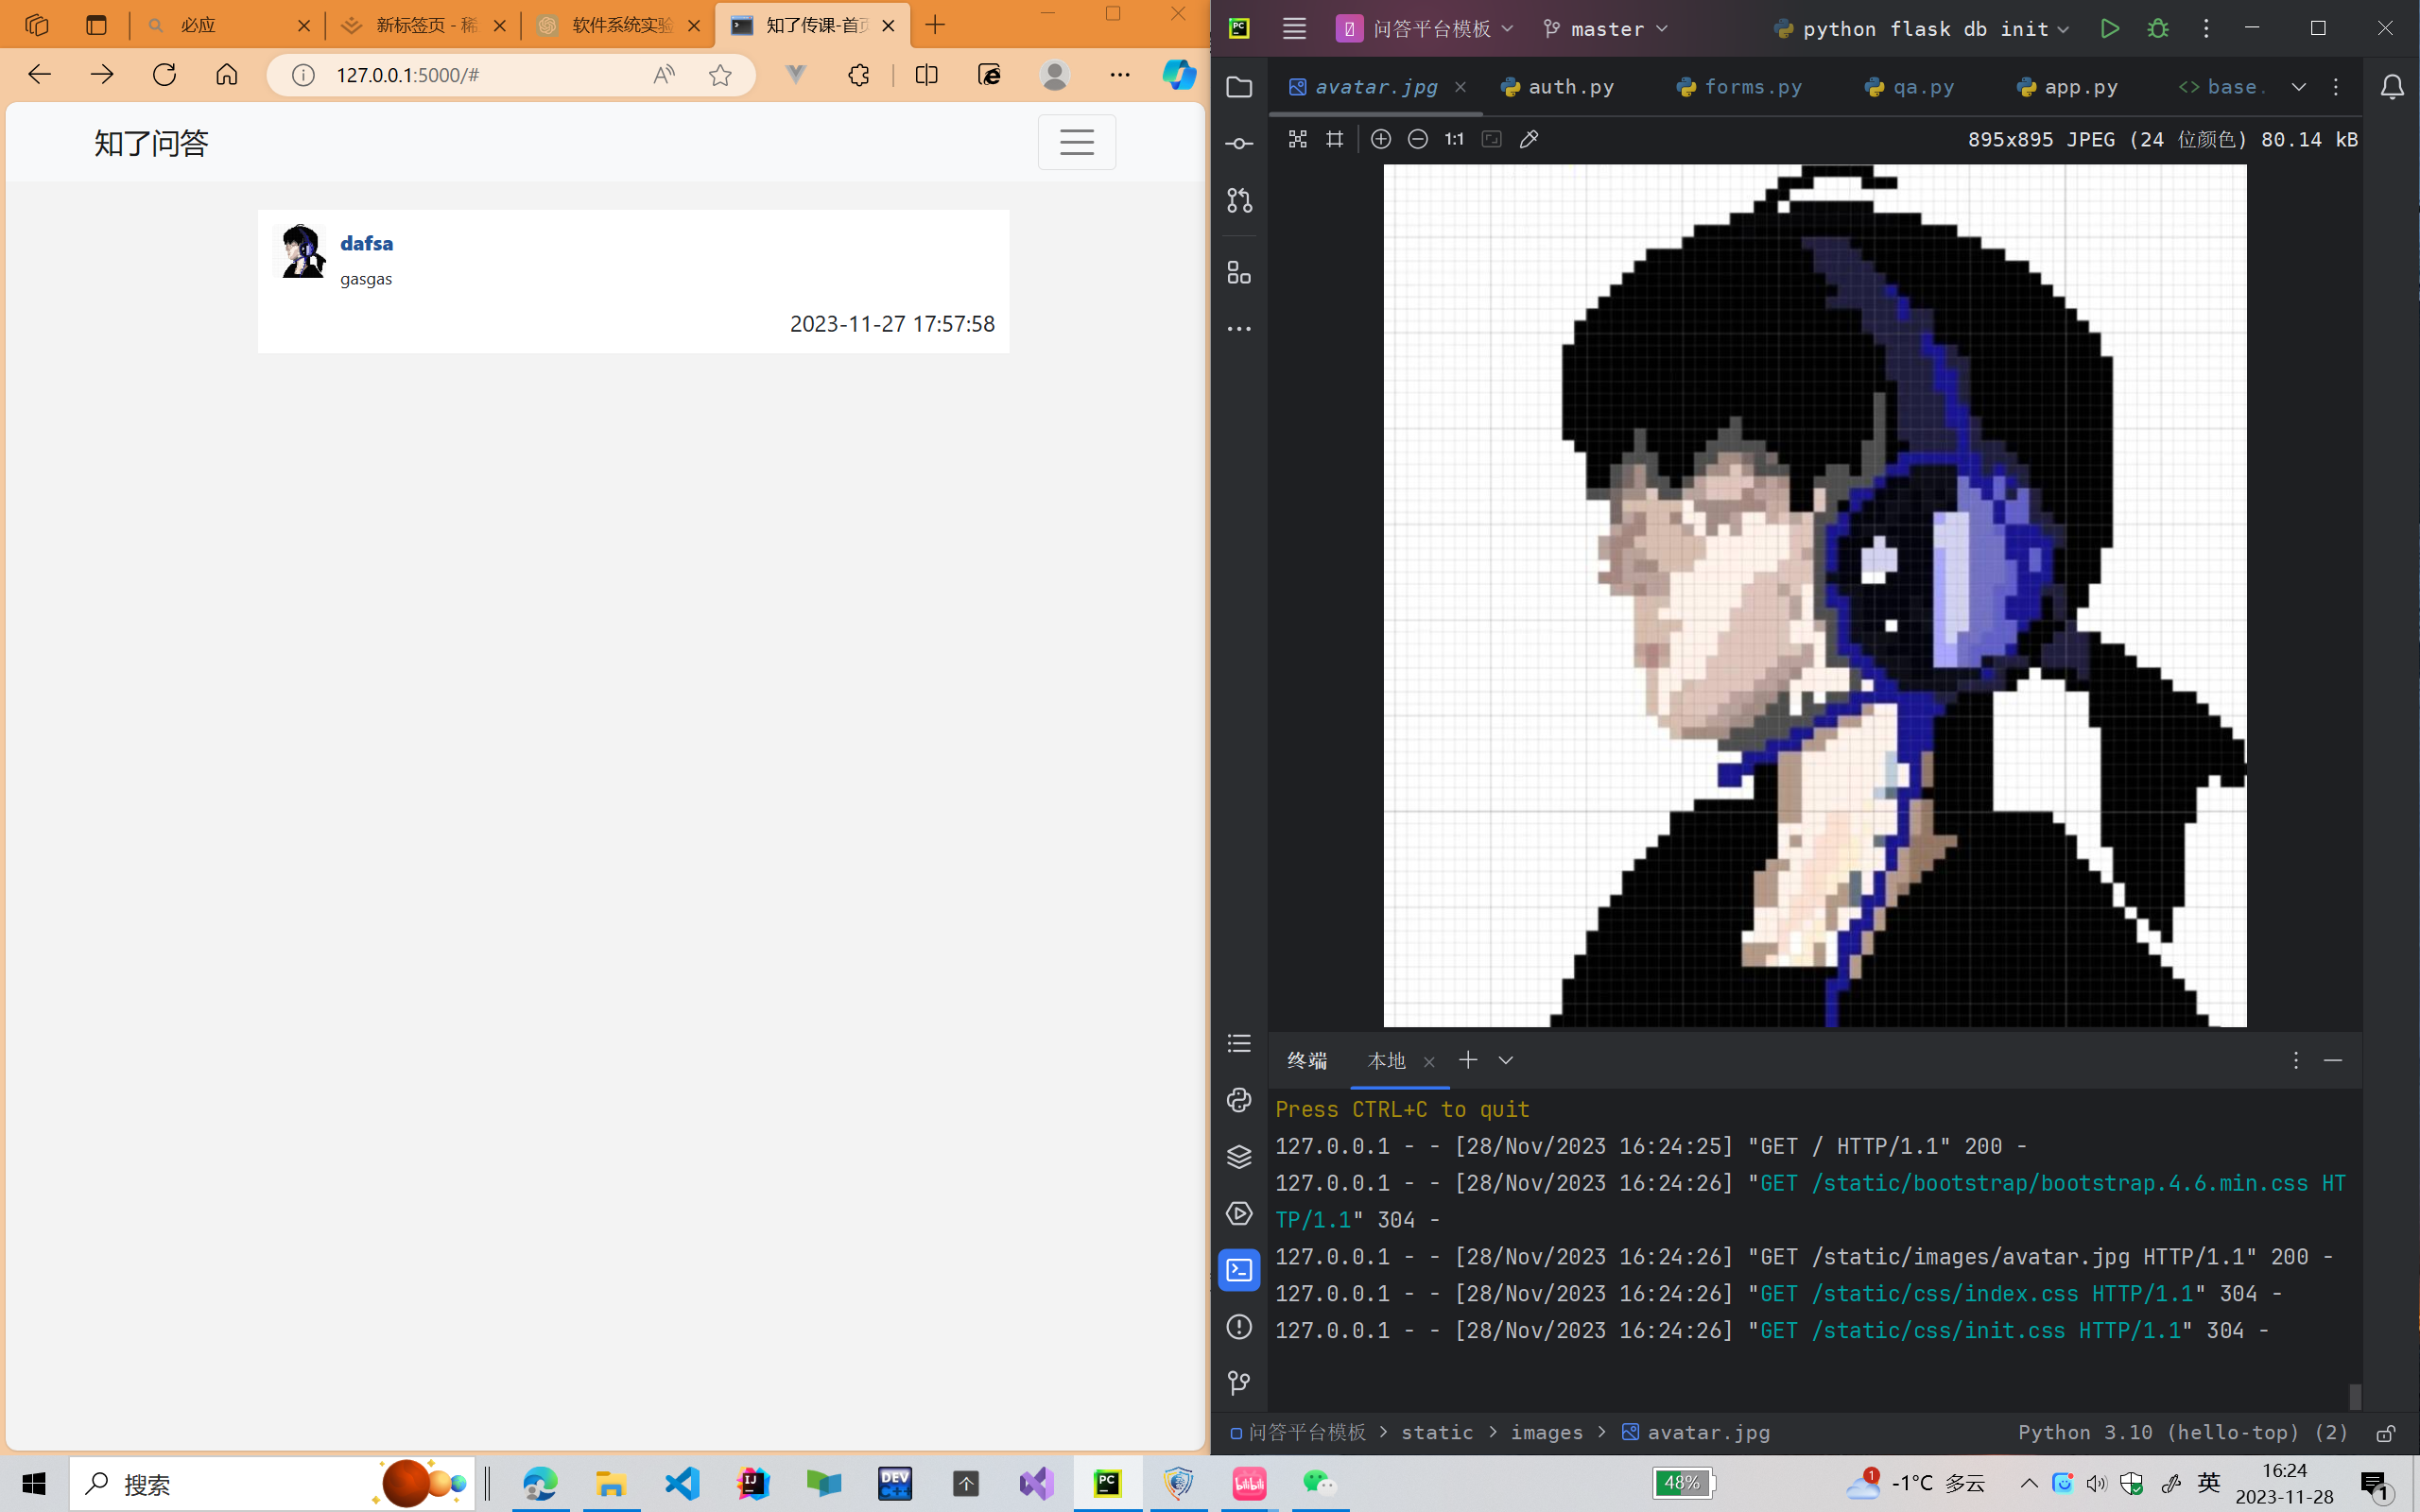 必应
新标签页 - 稀
软件系统实验
知了传课-首页
127.0.0.1:5000/#
知了问答
dafsa
gasgas
2023-11-27 17:57:58
问答平台模板
master
python flask db init
avatar.jpg
auth.py
forms.py
qa.py
app.py
base.
1:1
895x895 JPEG (24 位颜色) 80.14 kB
终端
本地
Press CTRL+C to quit
127.0.0.1 - - [28/Nov/2023 16:24:25] "GET / HTTP/1.1" 200 -
127.0.0.1 - - [28/Nov/2023 16:24:26] "GET /static/bootstrap/bootstrap.4.6.min.css HT
TP/1.1" 304 -
127.0.0.1 - - [28/Nov/2023 16:24:26] "GET /static/images/avatar.jpg HTTP/1.1" 200 -
127.0.0.1 - - [28/Nov/2023 16:24:26] "GET /static/css/index.css HTTP/1.1" 304 -
127.0.0.1 - - [28/Nov/2023 16:24:26] "GET /static/css/init.css HTTP/1.1" 304 -
问答平台模板 > static > images > avatar.jpg
Python 3.10 (hello-top) (2)
搜索
IJ
DEV
C++
PC
bilibili
48%
1
-1°C 多云
英
16:24
2023-11-28
1